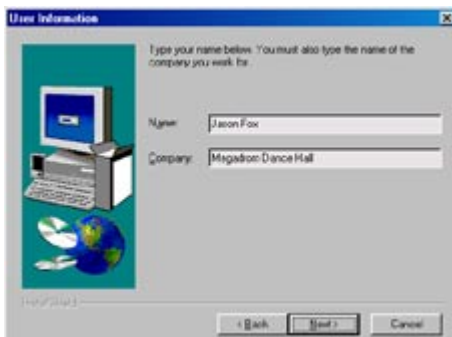 User Information
Type your name below. You must also type the name of the
company you work for.
Name: Jason Fox
Company: Megadrom Dance Hall
< Back Next > Cancel